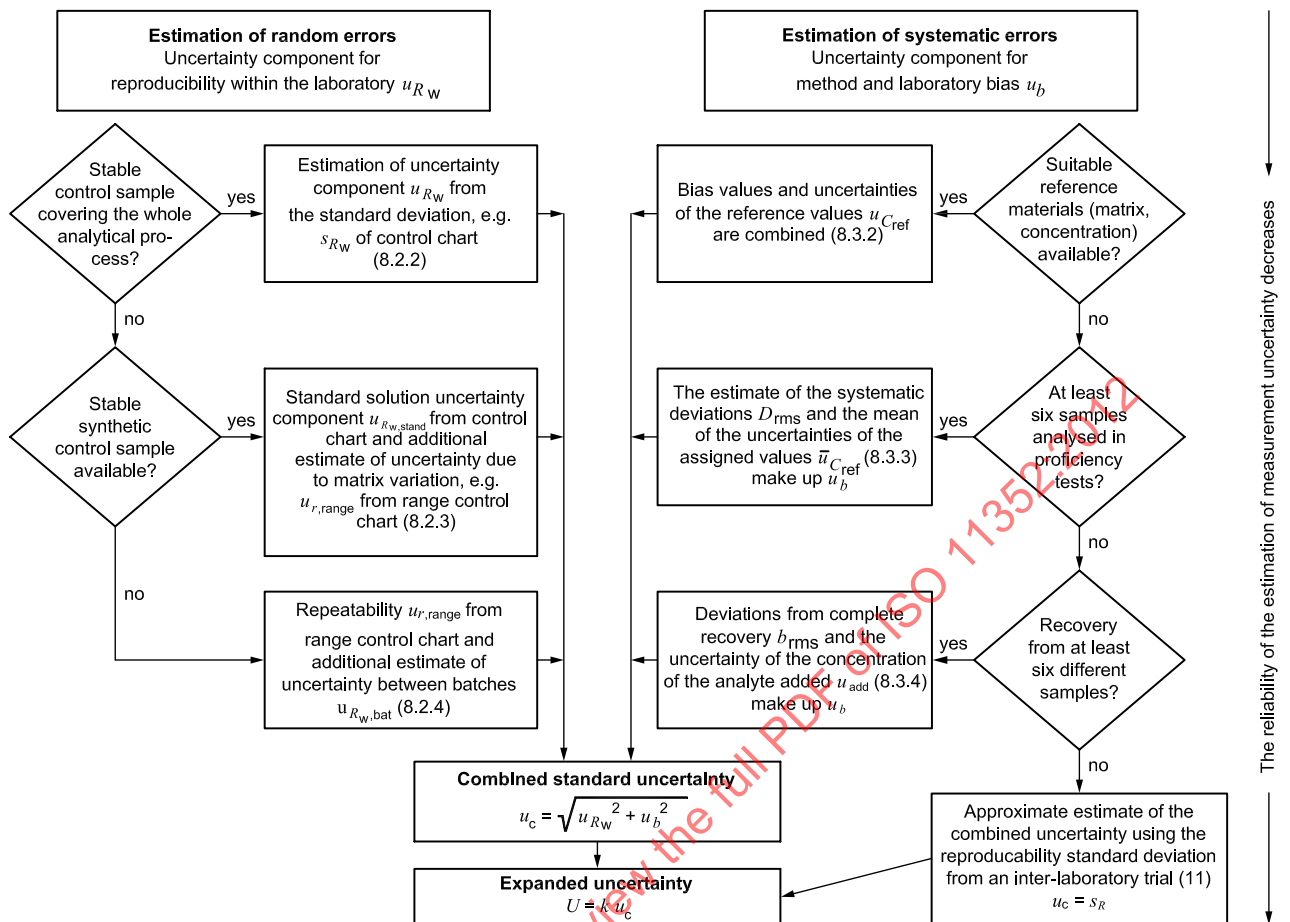 Estimation of random errors
Uncertainty component for
reproducibility within the laboratory u_Rw
Estimation of systematic errors
Uncertainty component for
method and laboratory bias u_b
Stable
control sample
covering the whole
analytical pro-
cess?
yes
Estimation of uncertainty
component u_Rw from
the standard deviation, e.g.
s_Rw of control chart
(8.2.2)
Bias values and uncertainties
of the reference values u_Cref
are combined (8.3.2)
yes
Suitable
reference
materials (matrix,
concentration)
available?
no
no
Stable
synthetic
control sample
available?
yes
Standard solution uncertainty
component u_Rw,stand from control
chart and additional
estimate of uncertainty due
to matrix variation, e.g.
u_r,range from range control
chart (8.2.3)
The estimate of the systematic
deviations D_rms and the mean
of the uncertainties of the
assigned values u̅_Cref (8.3.3)
make up u_b
yes
At least
six samples
analysed in
proficiency
tests?
no
no
Repeatability u_r,range from
range control chart and
additional estimate of
uncertainty between batches
u_Rw,bat (8.2.4)
Deviations from complete
recovery b_rms and the
uncertainty of the concentration
of the analyte added u_add (8.3.4)
make up u_b
yes
Recovery
from at least
six different
samples?
no
Combined standard uncertainty
u_c = √(u_Rw² + u_b²)
Expanded uncertainty
U = k u_c
Approximate estimate of the
combined uncertainty using the
reproducability standard deviation
from an inter-laboratory trial (11)
u_c = s_R
The reliability of the estimation of measurement uncertainty decreases
view the full PDF of ISO 11352:2012